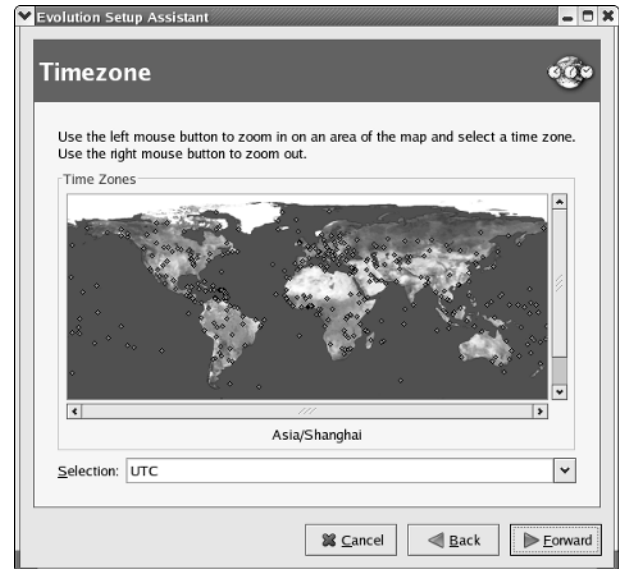 Evolution Setup Assistant
Timezone
Use the left mouse button to zoom in on an area of the map and select a time zone.
Use the right mouse button to zoom out.
Time Zones
Asia/Shanghai
Selection: UTC
Cancel Back Forward